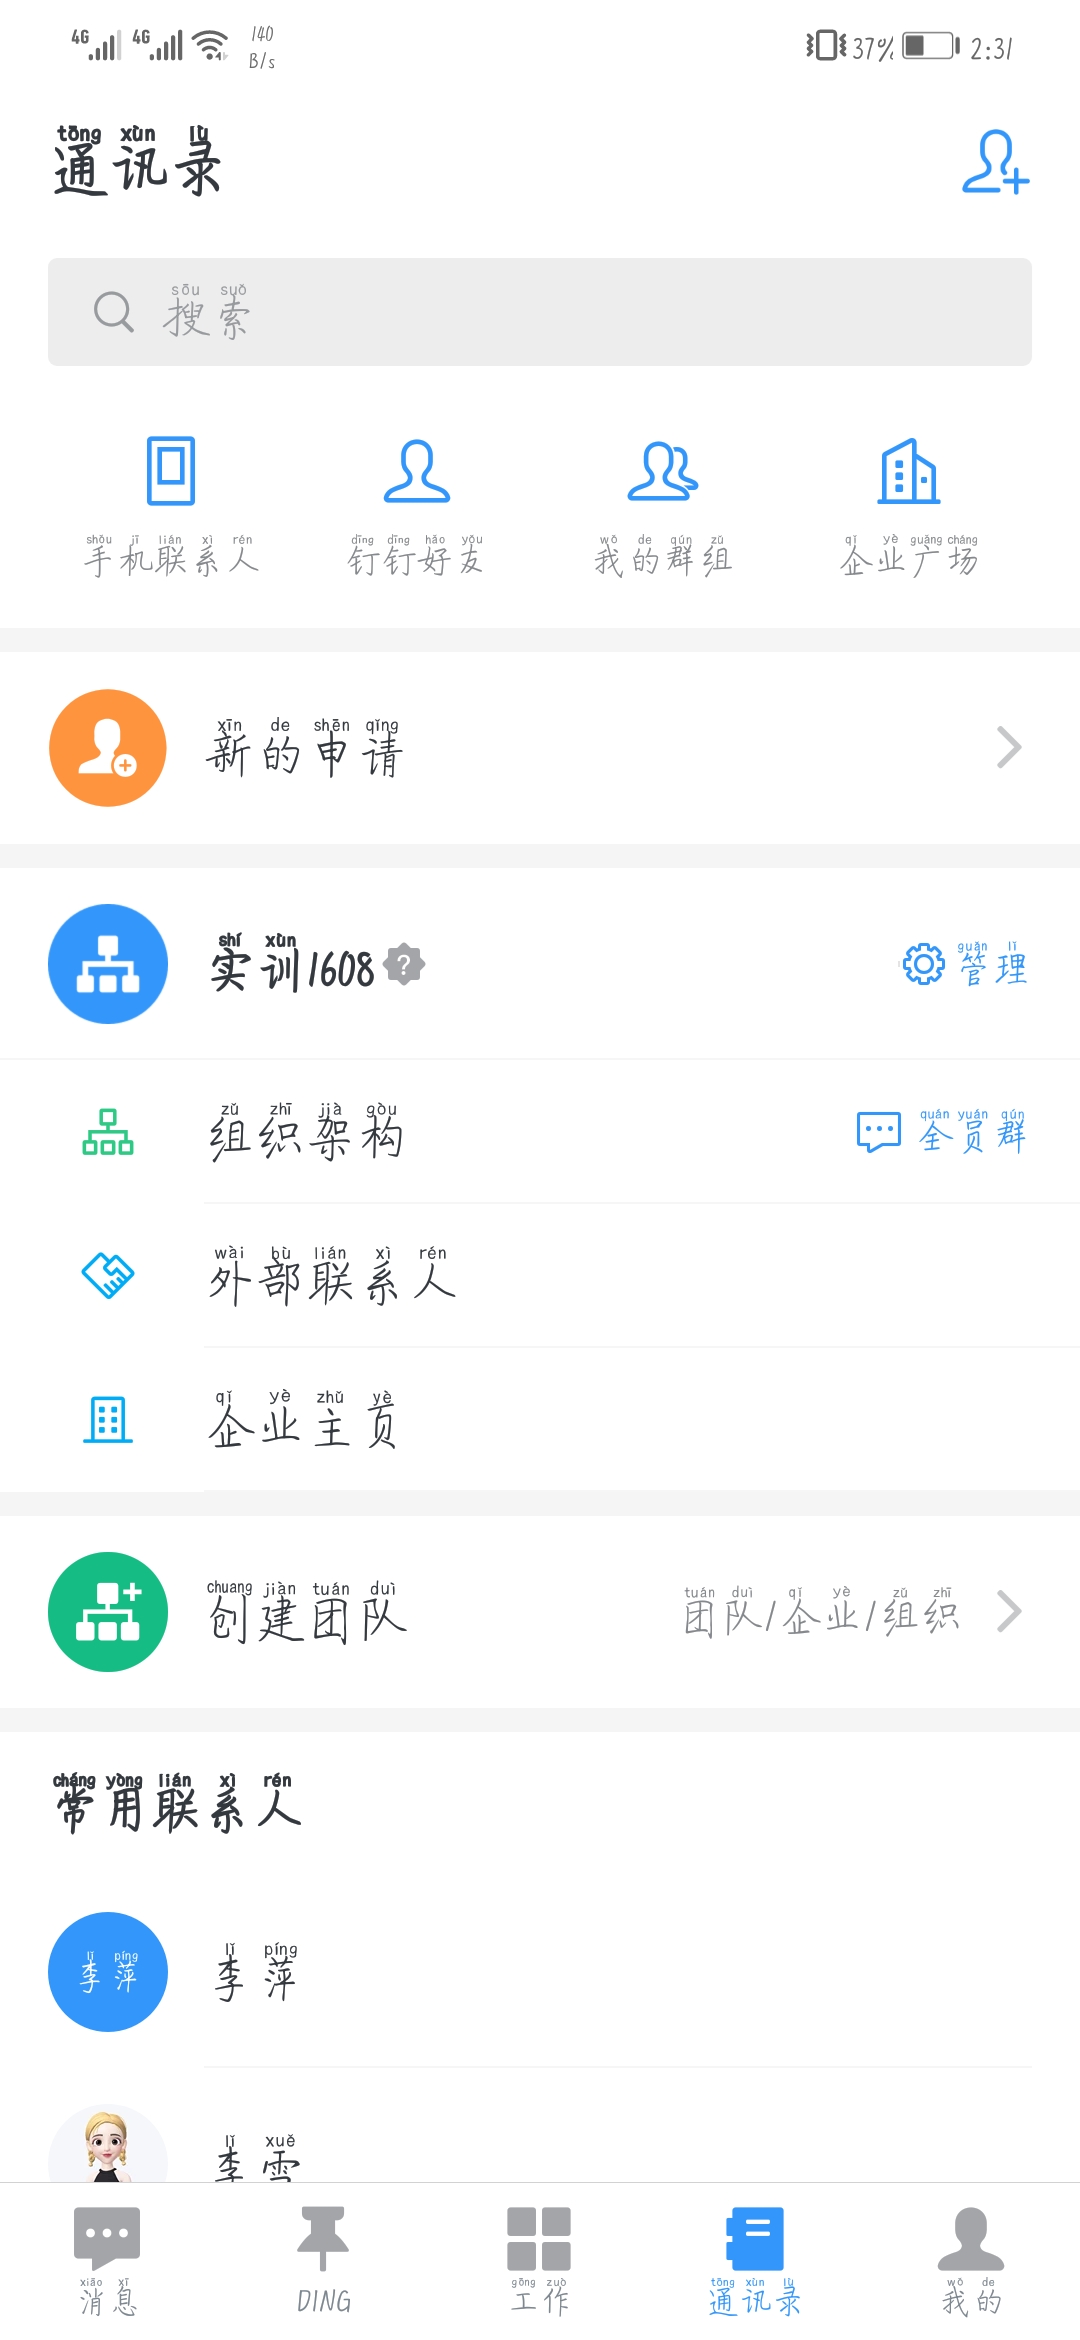 4G 4G 140 B/s 37% 2:31
tōng xùn lù
通讯录
sōu suǒ
搜索
shǒu jī lián xì rén dīng dīng hǎo yǒu wǒ de qún zǔ qǐ yè guǎng chǎng
手机联系人 钉钉好友 我的群组 企业广场
xīn de shēn qǐng
新的申请
shí xùn guǎn lǐ
实训1608 ? 管理
zǔ zhī jià gòu quán yuán qún
组织架构 全员群
wài bù lián xì rén
外部联系人
qǐ yè zhǔ yè
企业主页
chuang jiàn tuán duì tuán duì qǐ yè zǔ zhī
创建团队 团队/企业/组织
cháng yòng lián xì rén
常用联系人
lǐ píng lǐ píng
李萍 李萍
lǐ xuě
李雪
xiāo xī gōng zuò tōng xùn lù wǒ de
消息 DING 工作 通讯录 我的